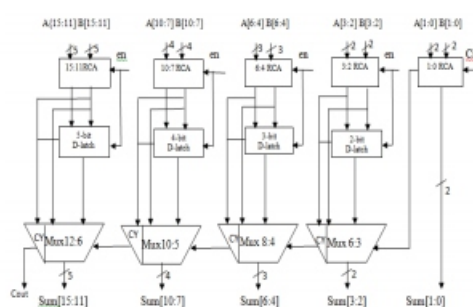 A[15:11] B[15:11] A[10:7] B[10:7] A[6:4] B[6:4] A[3:2] B[3:2] A[1:0] B[1:0]
5 5 4 4 3 3 2 2 2 2
en en en en
15:11RCA 10:7 RCA 6:4 RCA 3:2 RCA 1:0 RCA
5-bit D-latch 4-bit D-latch 3-bit D-latch 2-bit D-latch
2
CY Mux12:6 CY Mux10:5 CY Mux 8:4 CY Mux 6:3
Cout 5 4 3 2
Sum[15:11] Sum[10:7] Sum[6:4] Sum[3:2] Sum[1:0]